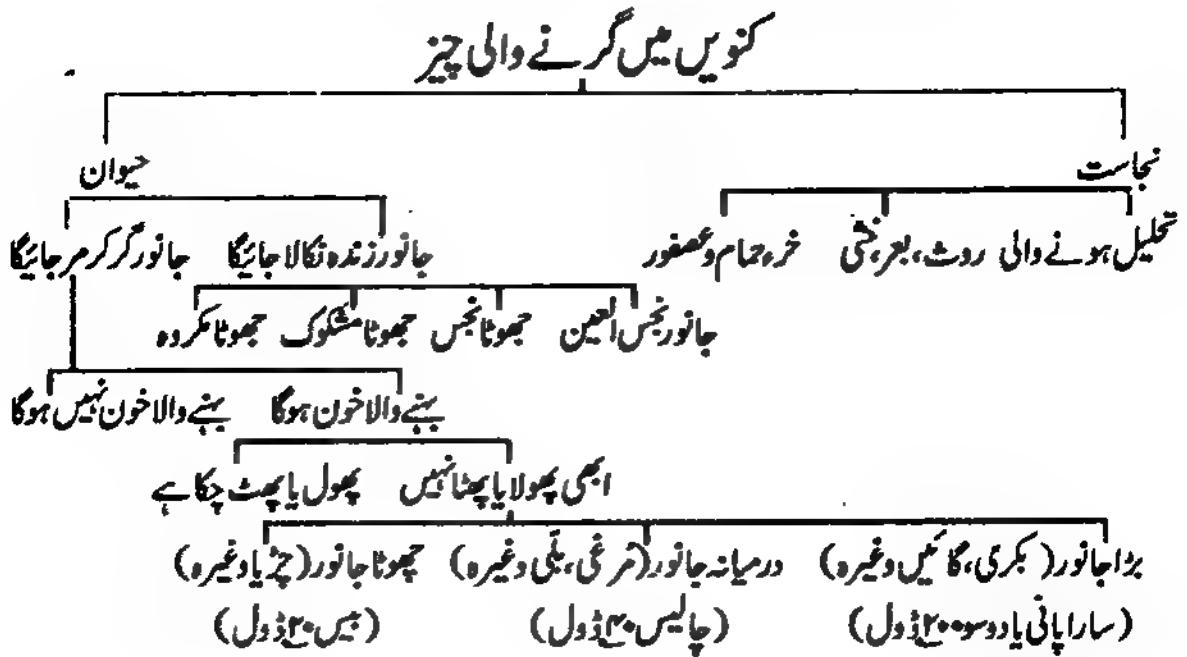 کنویں میں گرنے والی چیز
نجاست حیوان
تحلیل ہونے والی روث، بعر، خثی خرء حمام و عصفور جانور زندہ نکالا جائیگا جانور گر کر مر جائیگا
جانور نجس العین جھوٹا نجس جھوٹا مشکوک جھوٹا مکروہ
بہنے والا خون ہوگا بہنے والا خون نہیں ہوگا
ابھی پھولا یا پھٹا نہیں پھول یا پھٹ چکا ہے
بڑا جانور (بکری، گائیں وغیرہ) درمیانہ جانور (مرغی، بلّی وغیرہ) چھوٹا جانور (چڑیا وغیرہ)
(سارا پانی یا دو سو ۲۰۰ ڈول) (چالیس ۴۰ ڈول) (بیس ۲۰ ڈول)